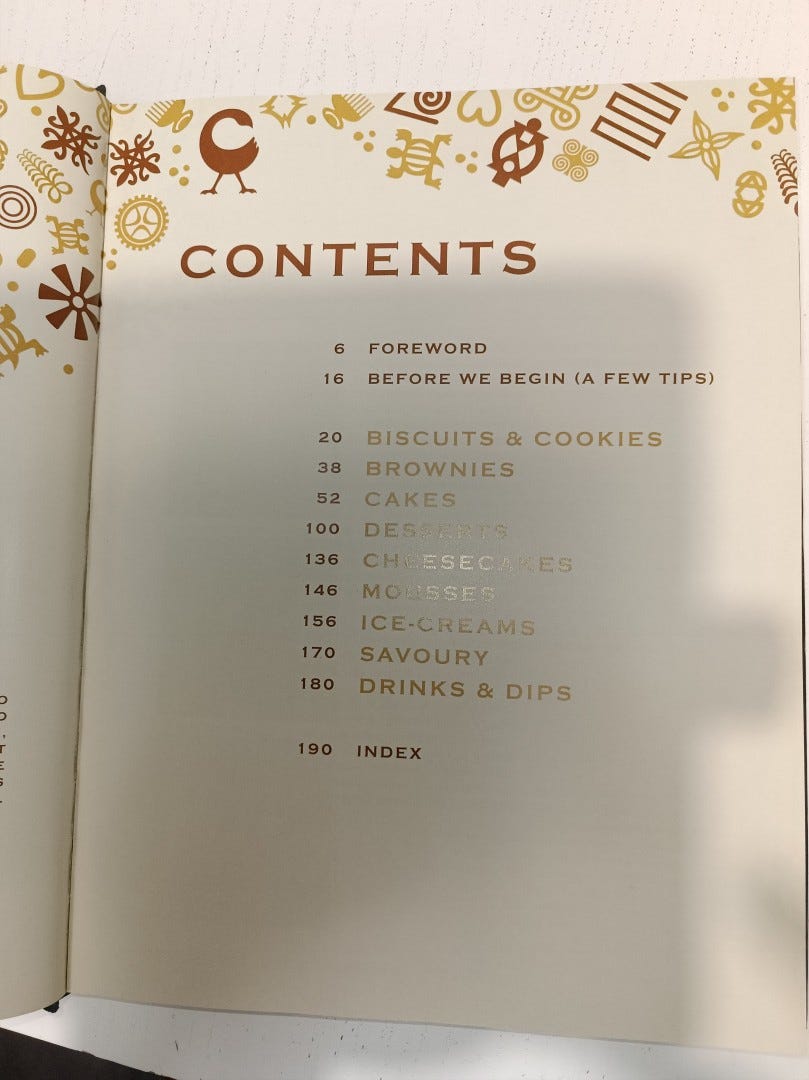 CONTENTS
6 FOREWORD
16 BEFORE WE BEGIN (A FEW TIPS)
20 BISCUITS & COOKIES
38 BROWNIES
52 CAKES
100 DESSERTS
136 CHEESECAKES
146 MOUSSES
156 ICE-CREAMS
170 SAVOURY
180 DRINKS & DIPS
190 INDEX